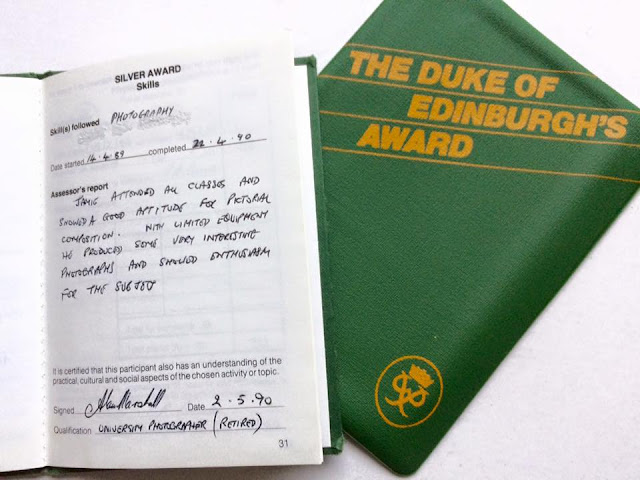 SILVER AWARD
Skills
Skill(s) followed PHOTOGRAPHY
Date started 14.4.89 completed 22.4.90
Assessor's report
JAMIE ATTENDED ALL CLASSES AND
SHOWED A GOOD APTITUDE FOR PICTORIAL
COMPOSITION. WITH LIMITED EQUIPMENT
HE PRODUCED SOME VERY INTERESTING
PHOTOGRAPHS AND SHOWED ENTHUSIASM
FOR THE SUBJECT
It is certified that this participant also has an understanding of the
practical, cultural and social aspects of the chosen activity or topic.
Signed Date 2.5.90
Qualification UNIVERSITY PHOTOGRAPHER (RETIRED)
31
THE DUKE OF
EDINBURGH'S
AWARD